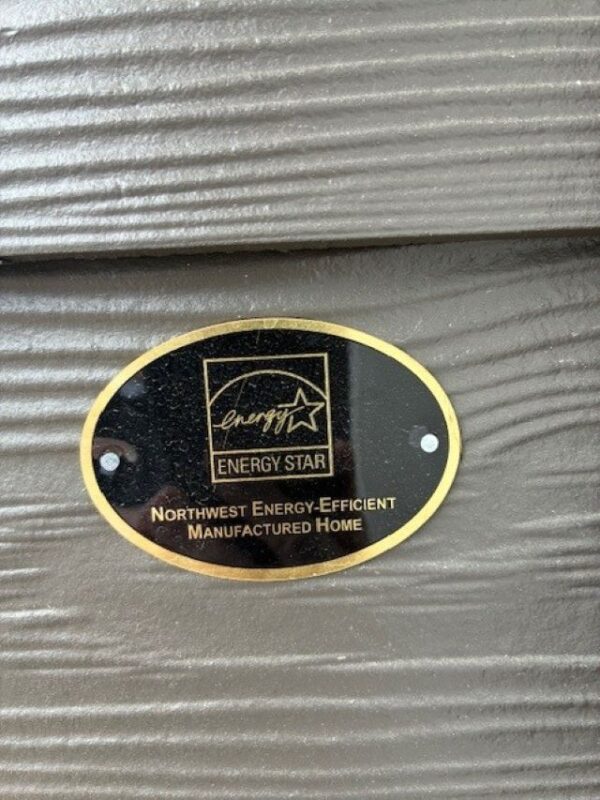 energy
ENERGY STAR
NORTHWEST ENERGY-EFFICIENT
MANUFACTURED HOME